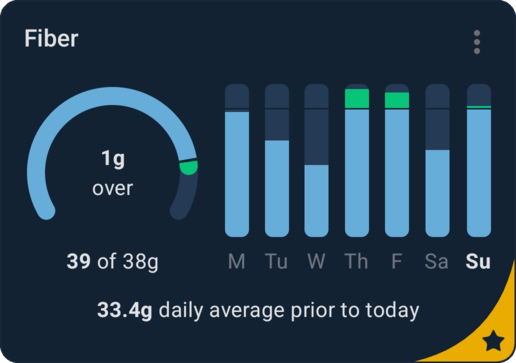 Fiber
1g
over
39 of 38g
M Tu W Th F Sa Su
33.4g daily average prior to today